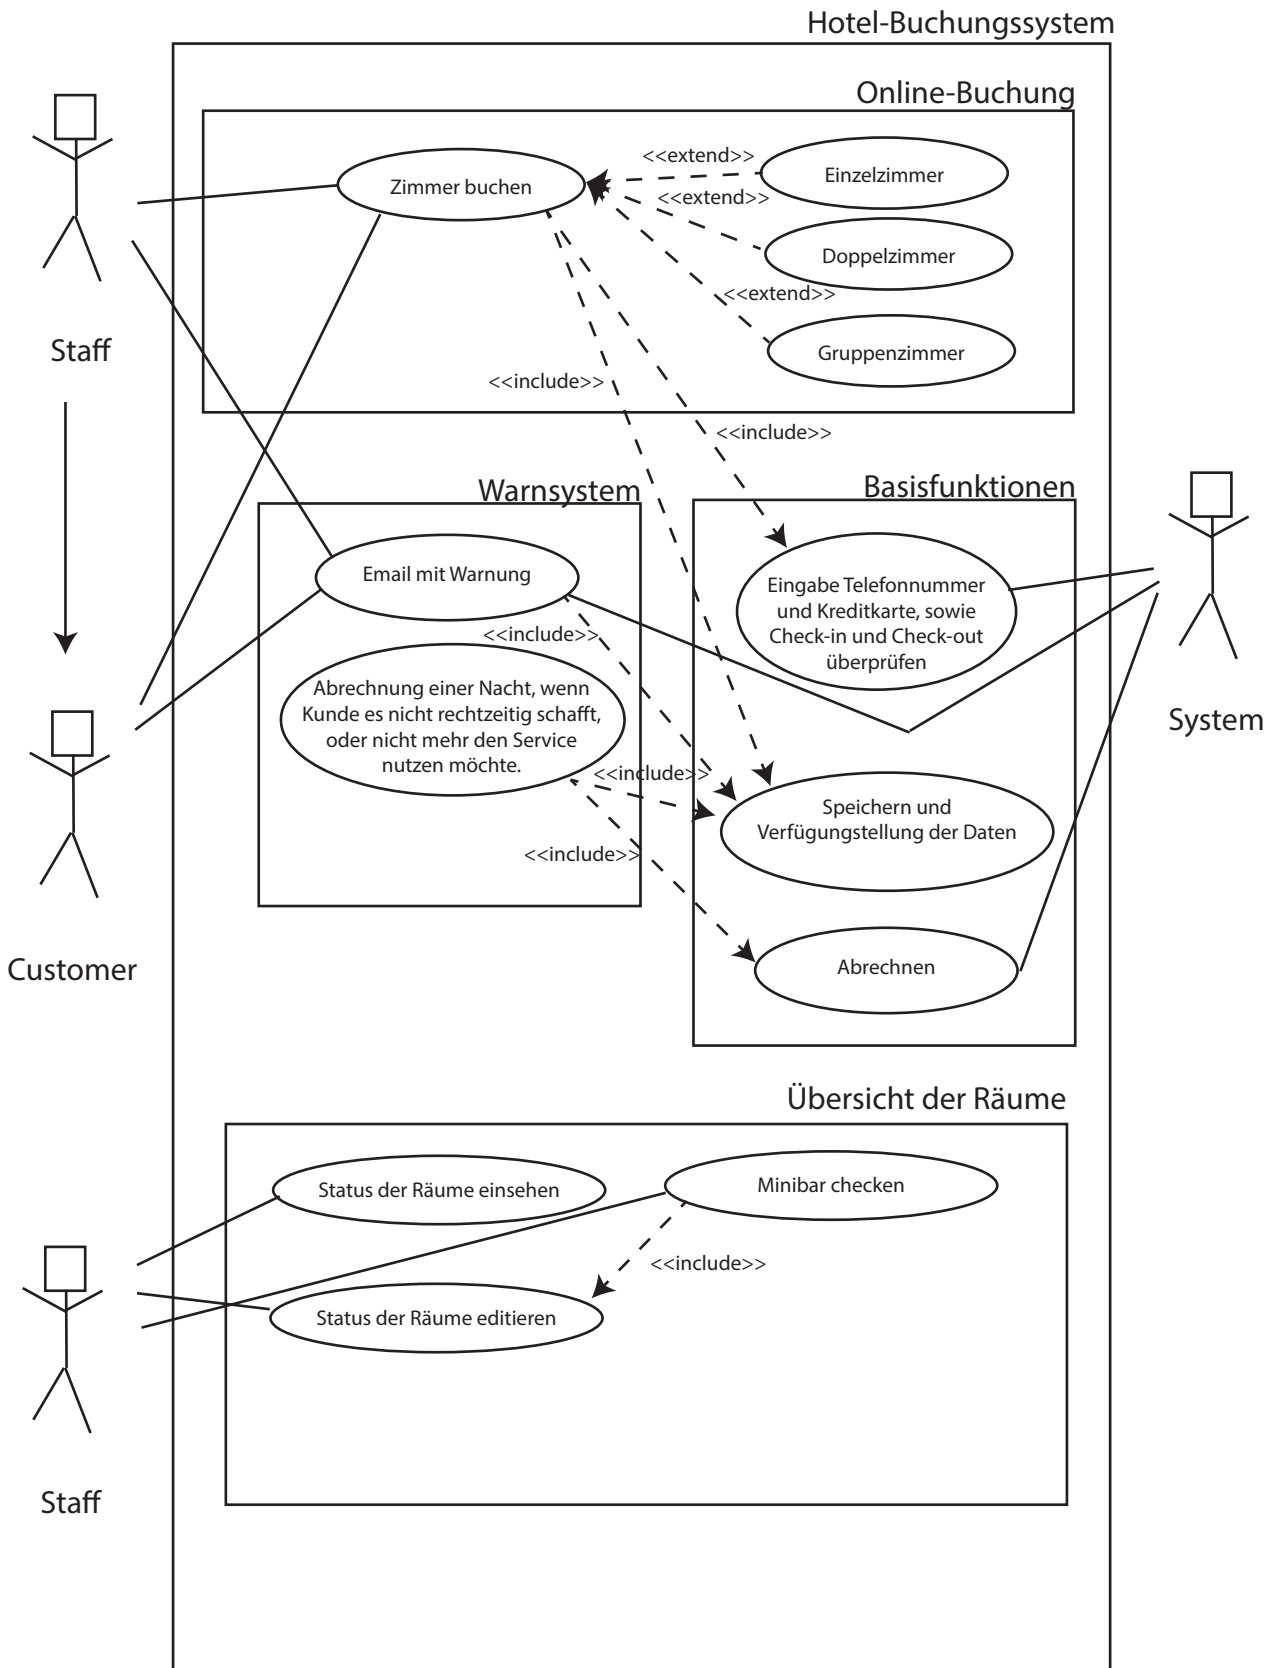 Hotel-Buchungssystem
Online-Buchung
Zimmer buchen
<<extend>>
Einzelzimmer
<<extend>>
Doppelzimmer
<<extend>>
Gruppenzimmer
Staff
<<include>>
<<include>>
Warnsystem
Basisfunktionen
Email mit Warnung
<<include>>
Eingabe Telefonnummer
und Kreditkarte, sowie
Check-in und Check-out
überprüfen
Abrechnung einer Nacht, wenn
Kunde es nicht rechtzeitig schafft,
oder nicht mehr den Service
nutzen möchte.
System
<<include>>
Speichern und
Verfügungstellung der Daten
<<include>>
Customer
Abrechnen
Übersicht der Räume
Status der Räume einsehen
Minibar checken
<<include>>
Status der Räume editieren
Staff